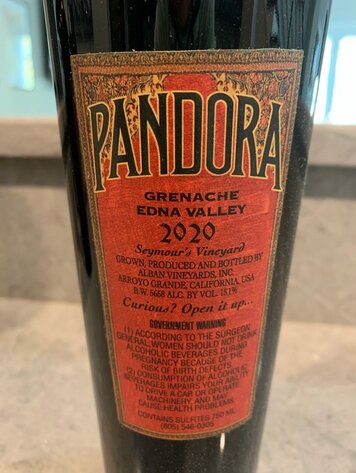 PANDORA
GRENACHE
EDNA VALLEY
2020
Seymour's Vineyard
GROWN, PRODUCED AND BOTTLED BY
ALBAN VINEYARDS, INC.
ARROYO GRANDE, CALIFORNIA, USA
B.W. 5668 ALC. BY VOL. 15.1%
Curious? Open it up...
GOVERNMENT WARNING
(1) ACCORDING TO THE SURGEON
GENERAL, WOMEN SHOULD NOT DRINK
ALCOHOLIC BEVERAGES DURING
PREGNANCY BECAUSE OF THE
RISK OF BIRTH DEFECTS.
(2) CONSUMPTION OF ALCOHOLIC
BEVERAGES IMPAIRS YOUR ABILITY
TO DRIVE A CAR OR OPERATE
MACHINERY, AND MAY
CAUSE HEALTH PROBLEMS.
CONTAINS SULFITES 750 ML
(805) 546-0305